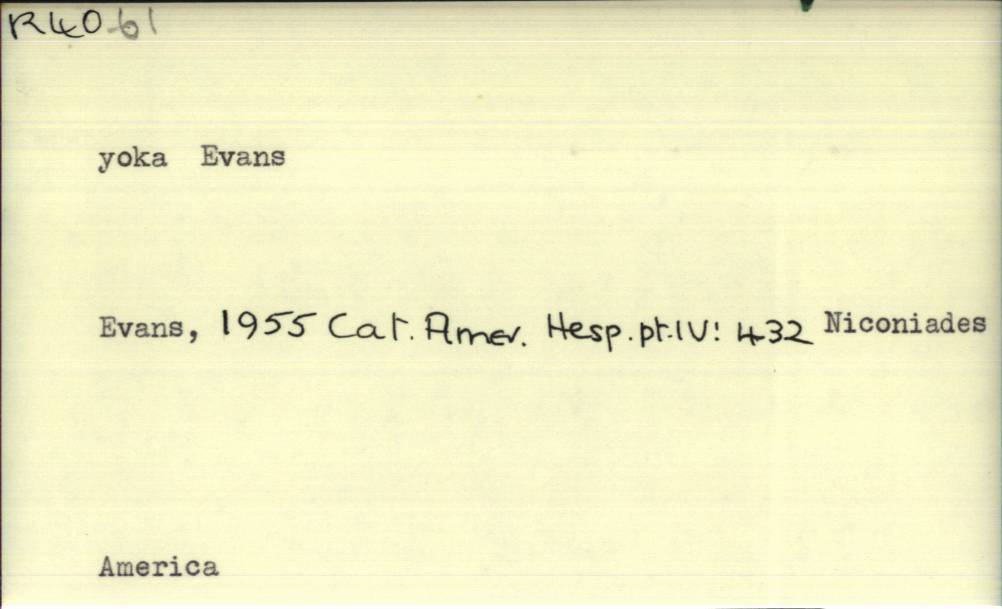 R40.61
yoka Evans
Evans, 1955 Cat. Amer. Hesp. pt.IV: 432 Niconiades
America